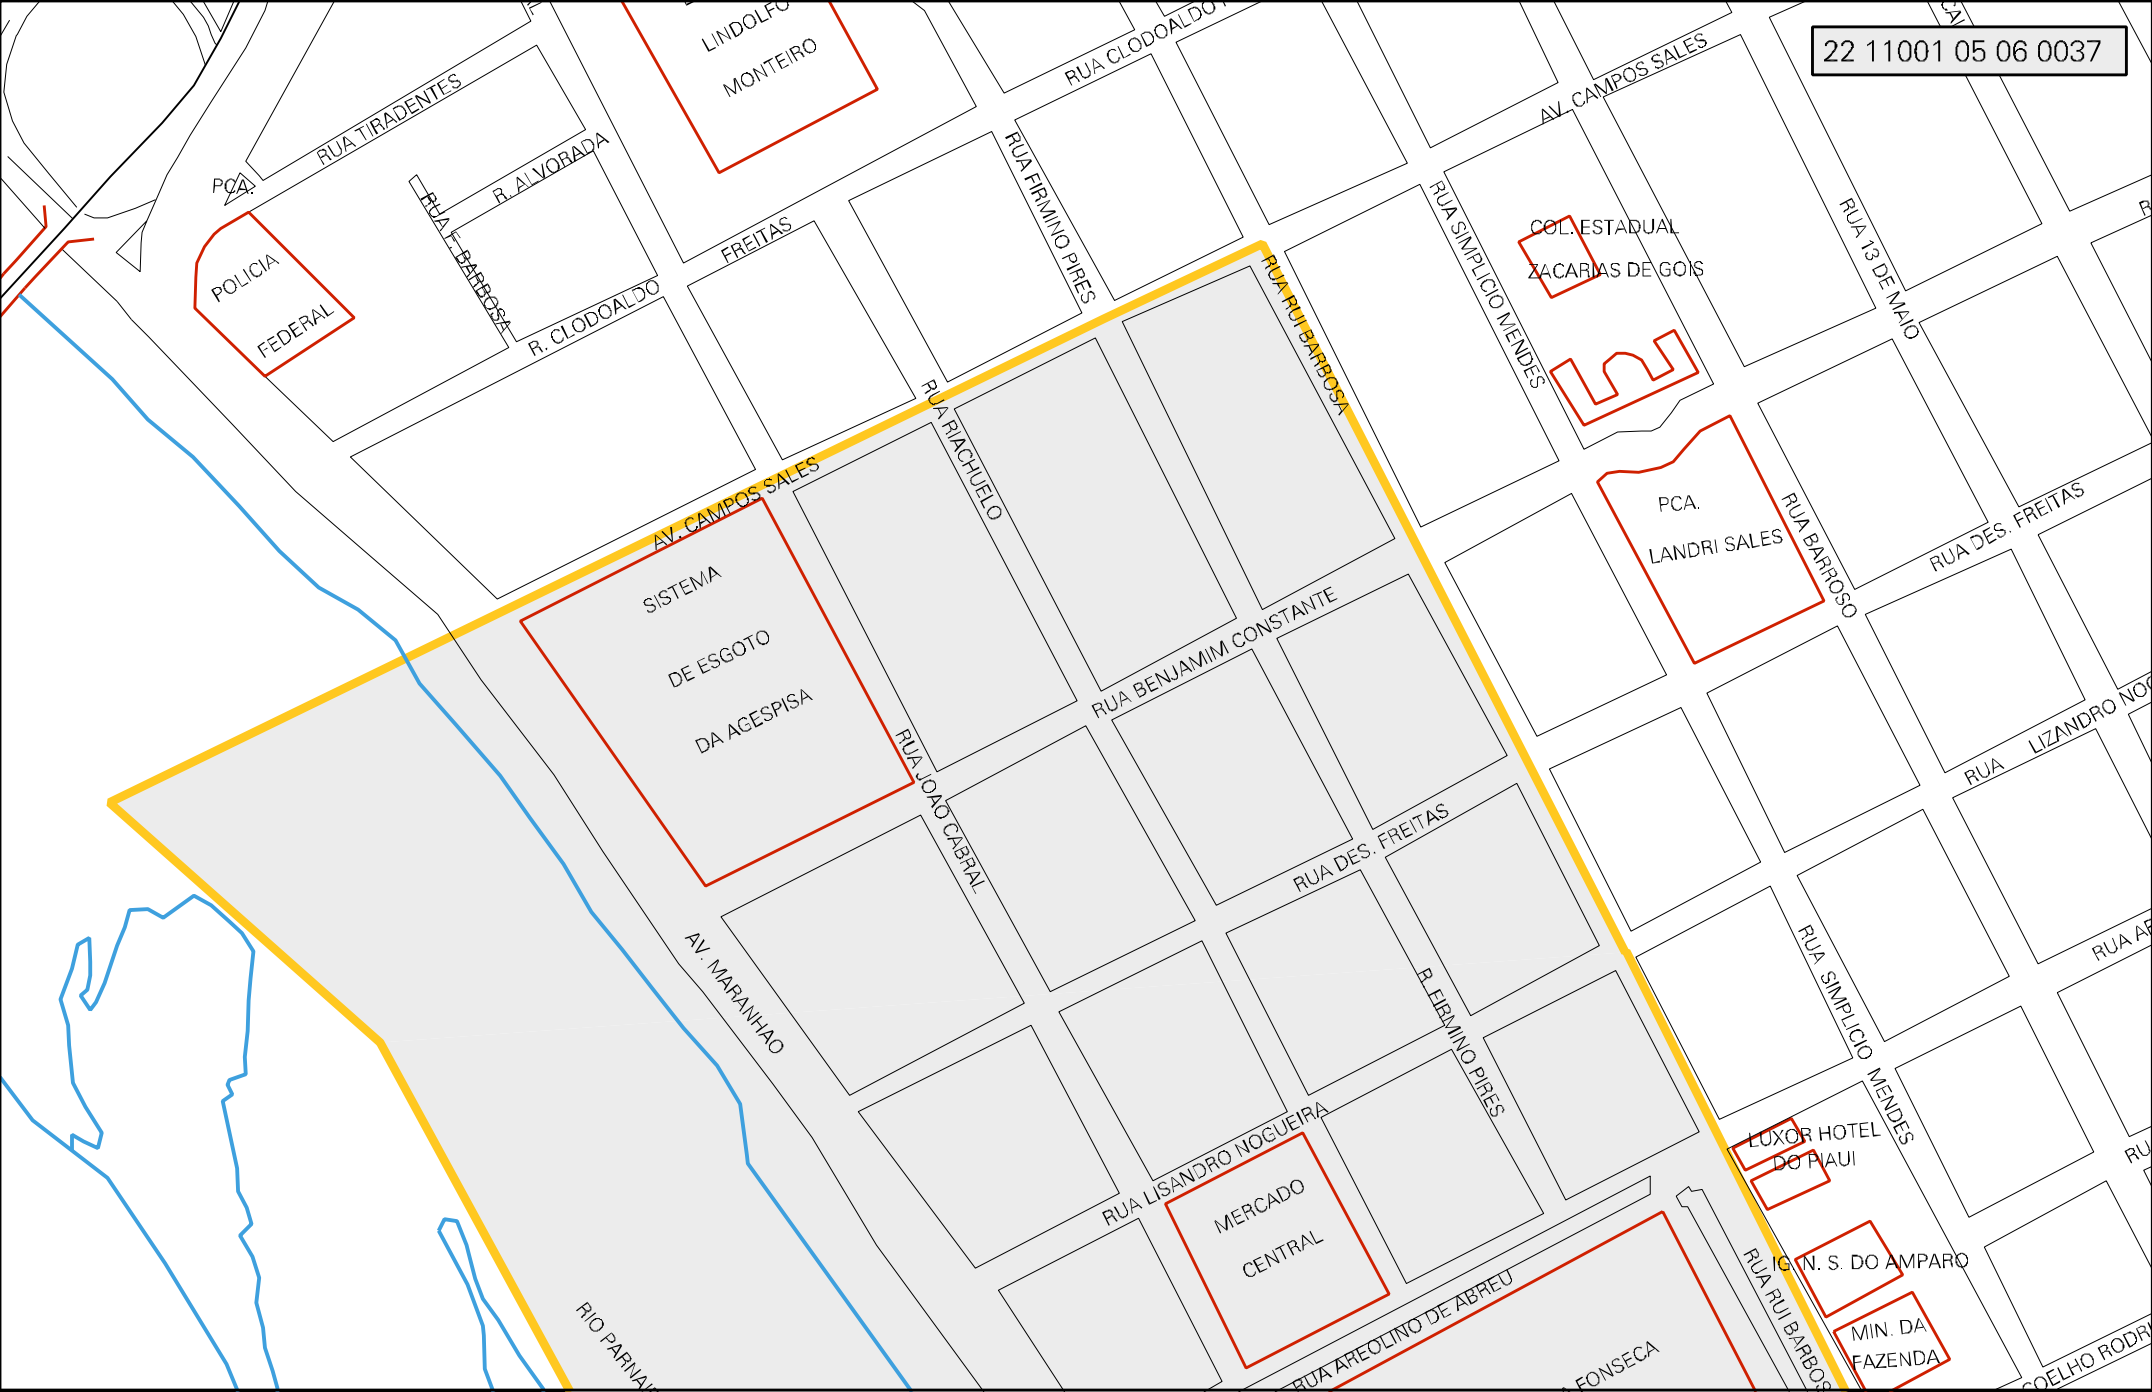 22 11001 05 06 0037
LINDOLFO
MONTEIRO
RUA CLODOALDO
AV. CAMPOS SALES
RUA TIRADENTES
R. ALVORADA
PCA.
RUA F. BARBOSA
POLICIA
FEDERAL
R. CLODOALDO
FREITAS
RUA FIRMINO PIRES
RUA RUI BARBOSA
RUA SIMPLICIO MENDES
COL. ESTADUAL
ZACARIAS DE GOIS
RUA 13 DE MAIO
RUA RIACHUELO
AV. CAMPOS SALES
SISTEMA
DE ESGOTO
DA AGESPISA
PCA.
LANDRI SALES
RUA BARROSO
RUA DES. FREITAS
RUA BENJAMIM CONSTANTE
RUA LIZANDRO
RUA JOAO CABRAL
RUA DES. FREITAS
AV. MARANHAO
R. FIRMINO PIRES
RUA SIMPLICIO MENDES
RUA
RUA LISANDRO NOGUEIRA
MERCADO
CENTRAL
LUXOR HOTEL
DO PIAUI
IG. N. S. DO AMPARO
RUA RUI BARBOS
MIN. DA
FAZENDA
RUA AREOLINO DE ABREU
FONSECA
RIO PARNAI
COELHO RODRI